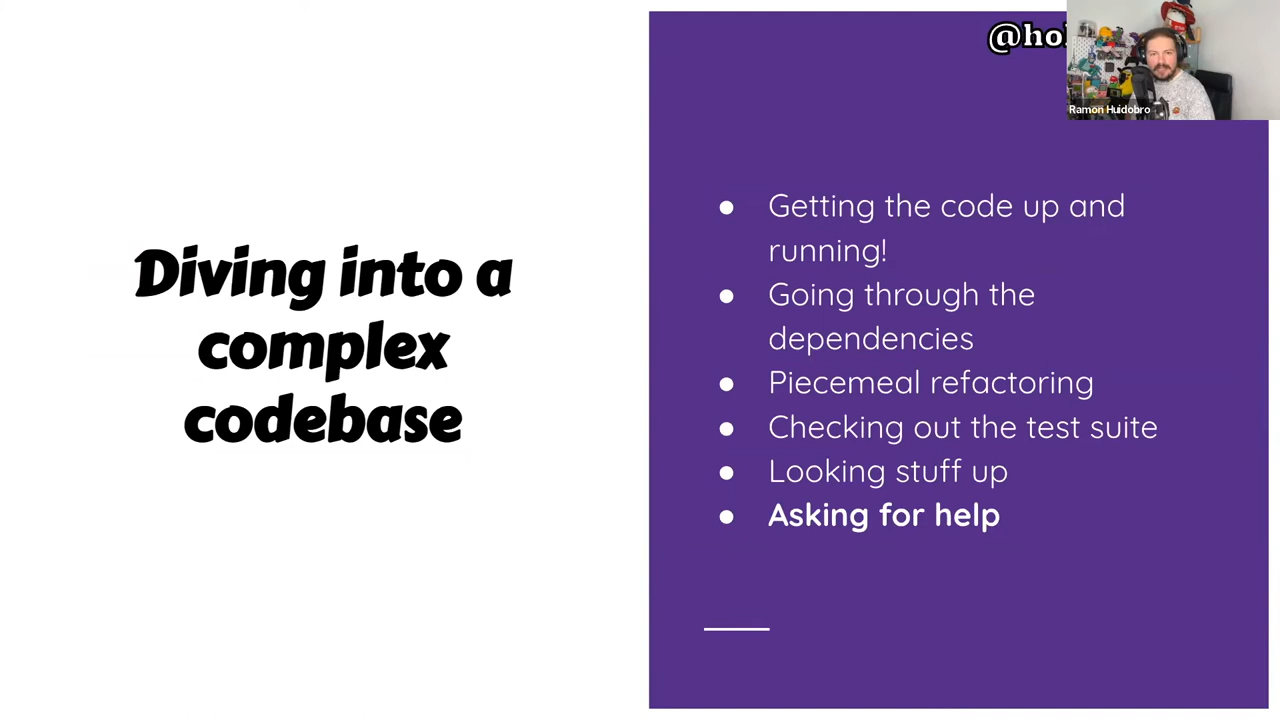 @ho
Ramon Huidobro
Diving into a
complex
codebase
● Getting the code up and
running!
● Going through the
dependencies
● Piecemeal refactoring
● Checking out the test suite
● Looking stuff up
● Asking for help